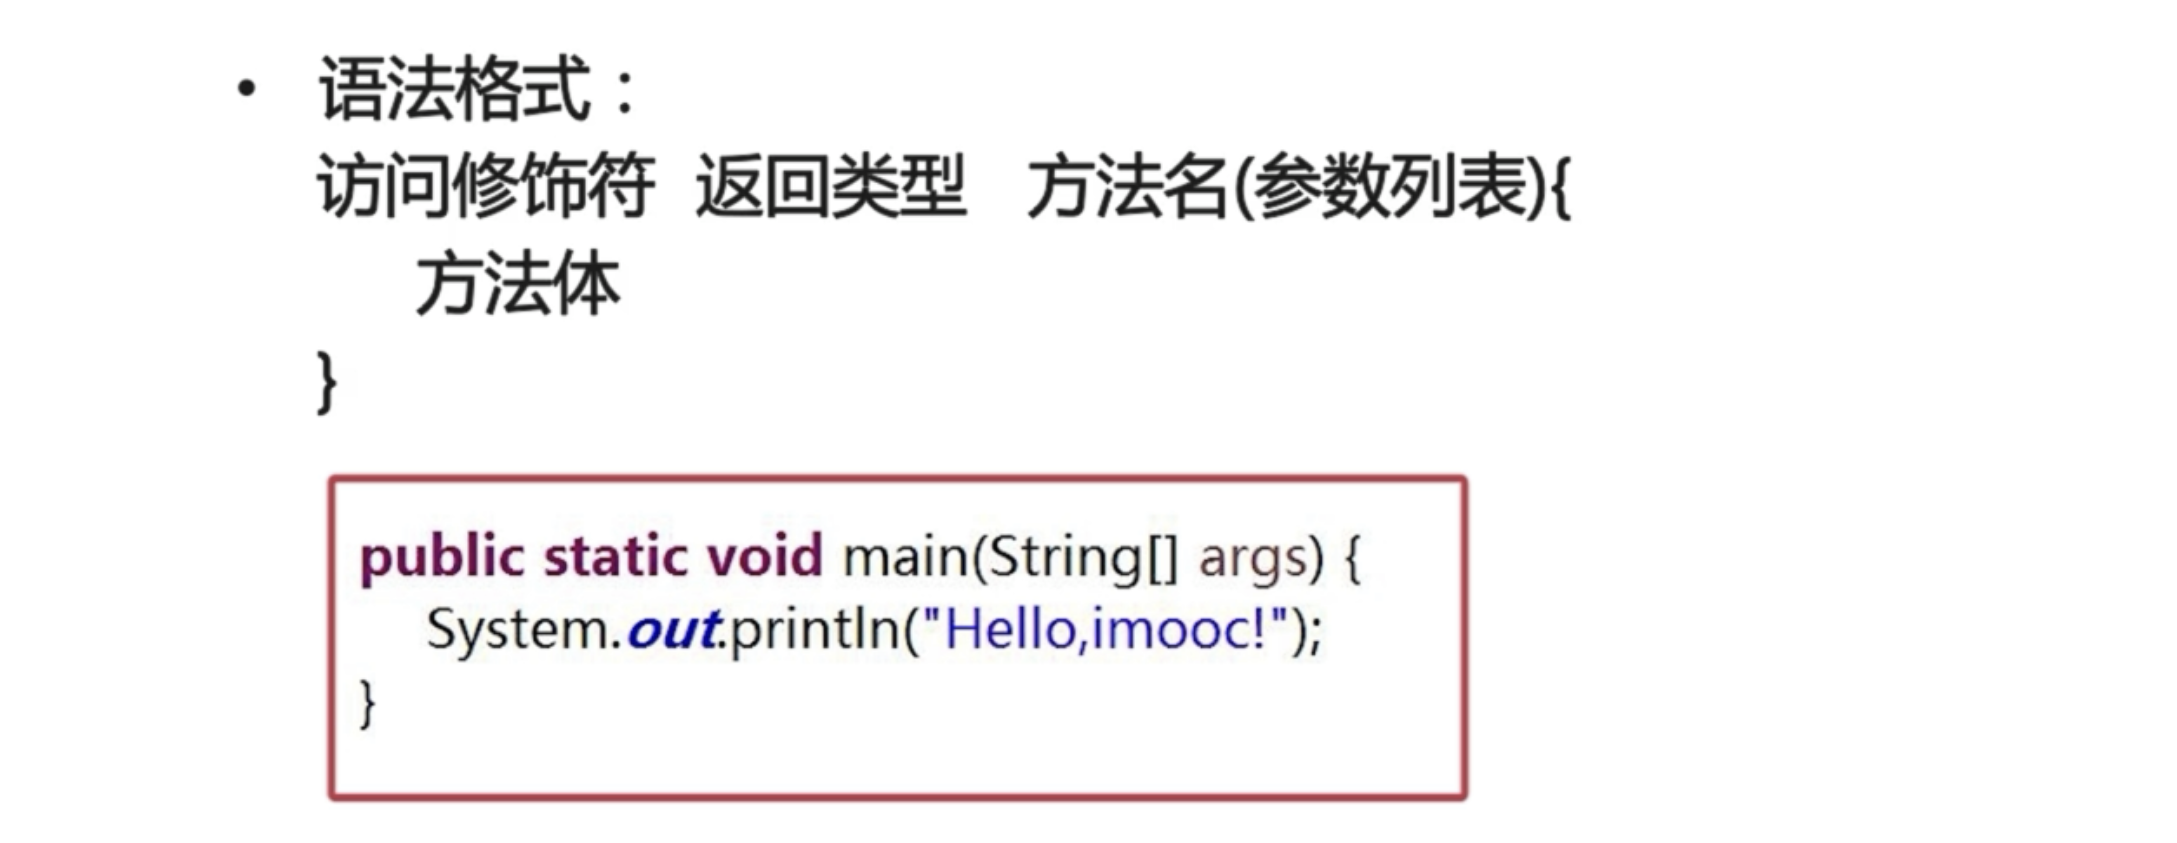 • 语法格式：
访问修饰符 返回类型 方法名(参数列表){
方法体
}
public static void main(String[] args) {
System.out.println("Hello,imooc!");
}